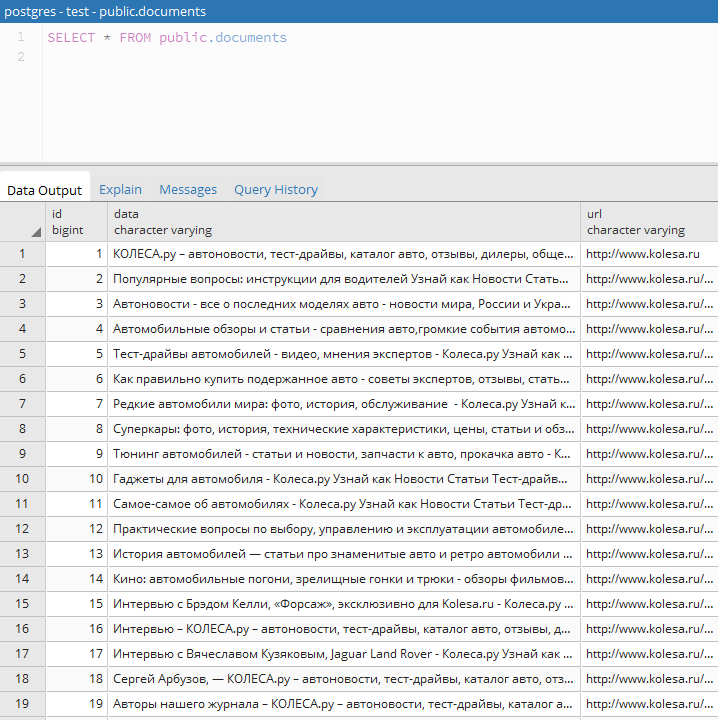 postgres - test - public.documents
1 SELECT * FROM public.documents
2
Data Output Explain Messages Query History
id data url
bigint character varying character varying
1 1 КОЛЕСА.ру – автоновости, тест-драйвы, каталог авто, отзывы, дилеры, обще... http://www.kolesa.ru
2 2 Популярные вопросы: инструкции для водителей Узнай как Новости Стать... http://www.kolesa.ru/...
3 3 Автоновости - все о последних моделях авто - новости мира, России и Укра... http://www.kolesa.ru/...
4 4 Автомобильные обзоры и статьи - сравнения авто,громкие события автомо... http://www.kolesa.ru/...
5 5 Тест-драйвы автомобилей - видео, мнения экспертов - Колеса.ру Узнай как ... http://www.kolesa.ru/...
6 6 Как правильно купить подержанное авто - советы экспертов, отзывы, стать... http://www.kolesa.ru/...
7 7 Редкие автомобили мира: фото, история, обслуживание - Колеса.ру Узнай к... http://www.kolesa.ru/...
8 8 Суперкары: фото, история, технические характеристики, цены, статьи и обз... http://www.kolesa.ru/...
9 9 Тюнинг автомобилей - статьи и новости, запчасти к авто, прокачка авто - К... http://www.kolesa.ru/...
10 10 Гаджеты для автомобиля - Колеса.ру Узнай как Новости Статьи Тест-драйв... http://www.kolesa.ru/...
11 11 Самое-самое об автомобилях - Колеса.ру Узнай как Новости Статьи Тест-др... http://www.kolesa.ru/...
12 12 Практические вопросы по выбору, управлению и эксплуатации автомобиле... http://www.kolesa.ru/...
13 13 История автомобилей — статьи про знаменитые авто и ретро автомобили ... http://www.kolesa.ru/...
14 14 Кино: автомобильные погони, зрелищные гонки и трюки - обзоры фильмов... http://www.kolesa.ru/...
15 15 Интервью с Брэдом Келли, «Форсаж», эксклюзивно для Kolesa.ru - Колеса.ру ... http://www.kolesa.ru/...
16 16 Интервью – КОЛЕСА.ру – автоновости, тест-драйвы, каталог авто, отзывы, д... http://www.kolesa.ru/...
17 17 Интервью с Вячеславом Кузяковым, Jaguar Land Rover - Колеса.ру Узнай как ... http://www.kolesa.ru/...
18 18 Сергей Арбузов, — КОЛЕСА.ру – автоновости, тест-драйвы, каталог авто, отз... http://www.kolesa.ru/...
19 19 Авторы нашего журнала – КОЛЕСА.ру – автоновости, тест-драйвы, каталог а... http://www.kolesa.ru/...